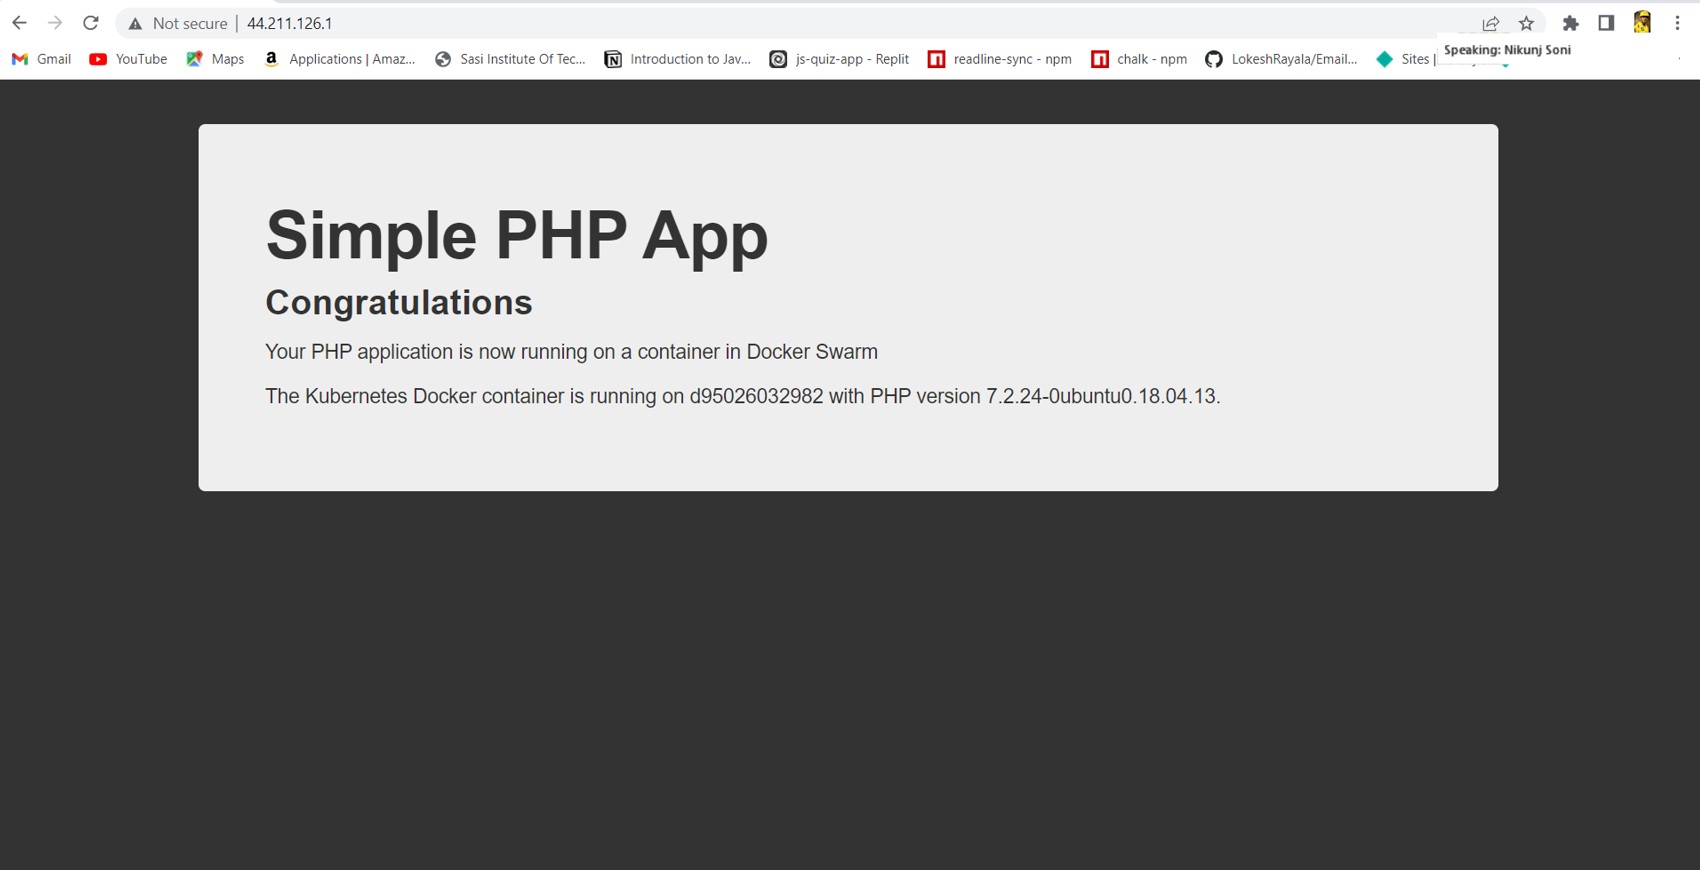 Not secure | 44.211.126.1
Speaking: Nikunj Soni
Gmail YouTube Maps Applications | Amaz... Sasi Institute Of Tec... Introduction to Jav... js-quiz-app - Replit readline-sync - npm chalk - npm LokeshRayala/Email... Sites |
Simple PHP App
Congratulations
Your PHP application is now running on a container in Docker Swarm
The Kubernetes Docker container is running on d95026032982 with PHP version 7.2.24-0ubuntu0.18.04.13.